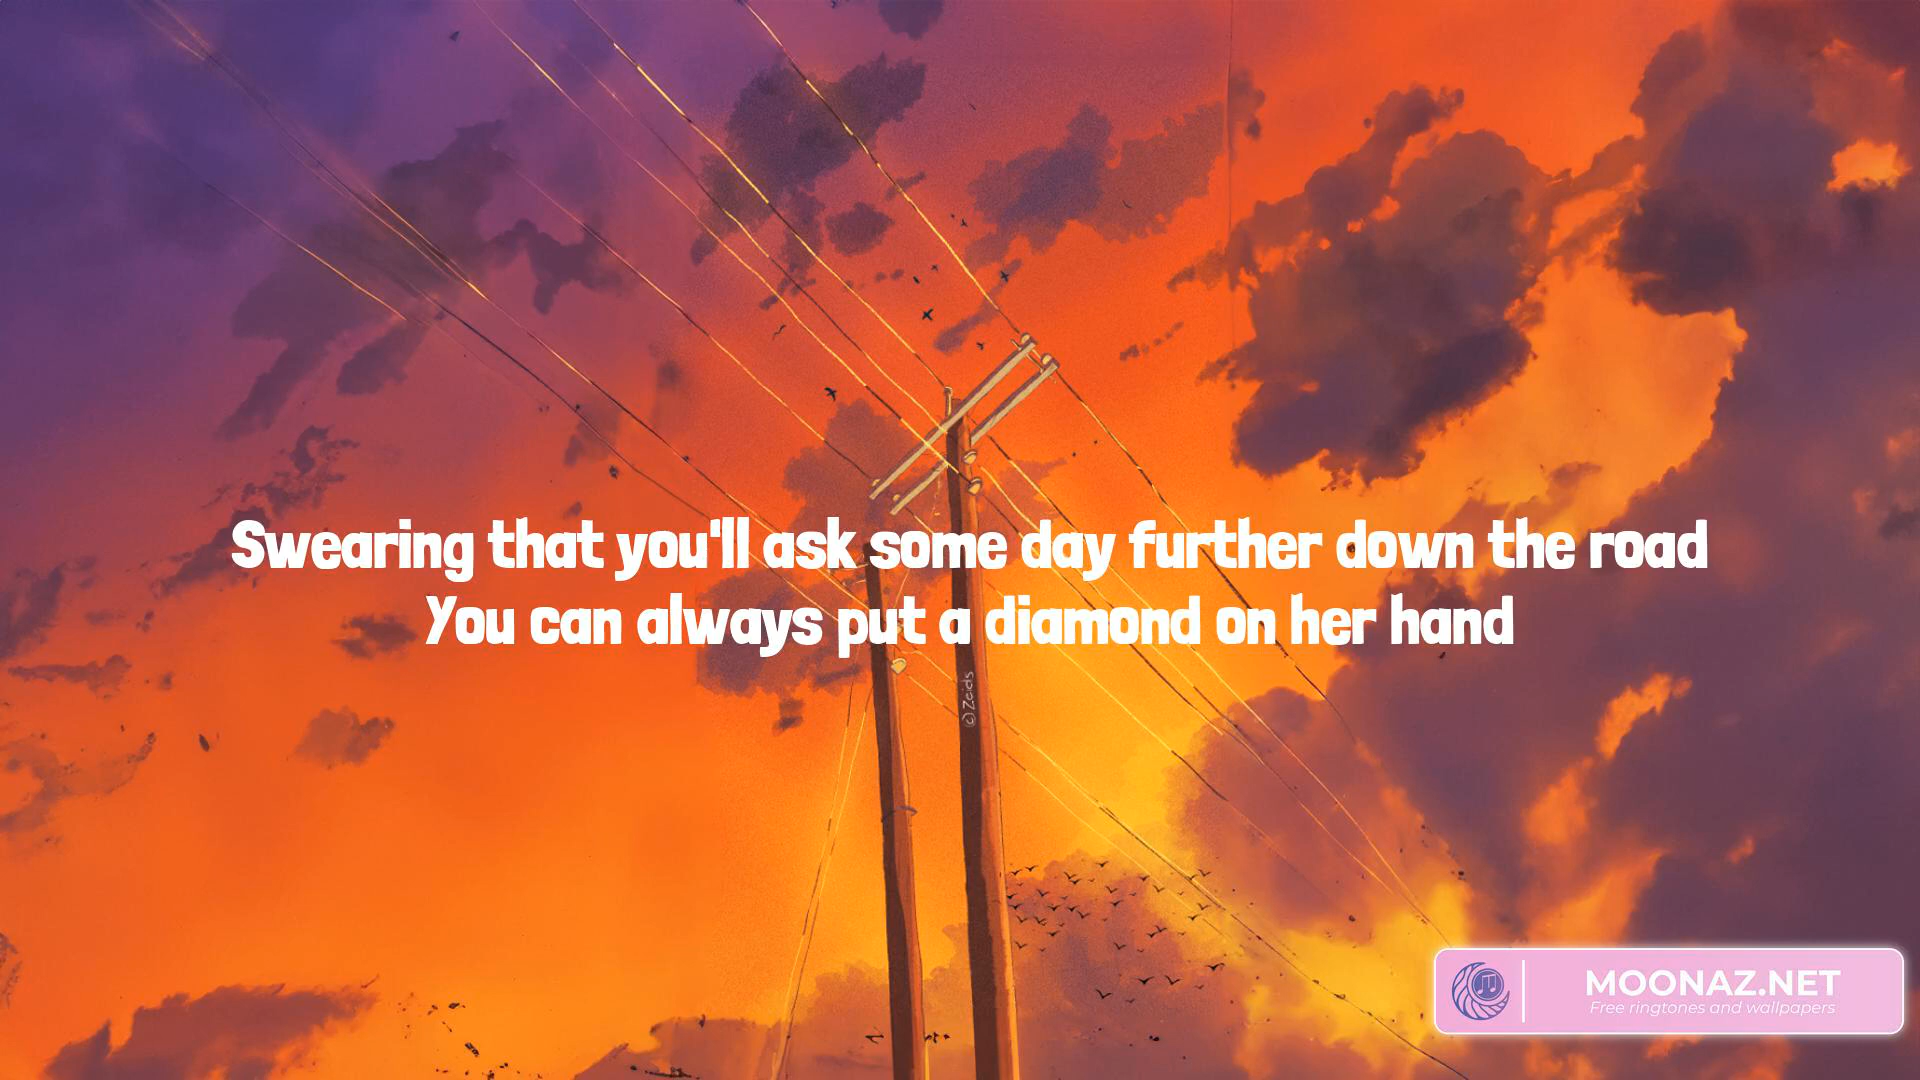 Swearing that you'll ask some day further down the road
You can always put a diamond on her hand
© Zeids
MOONAZ.NET
Free ringtones and wallpapers